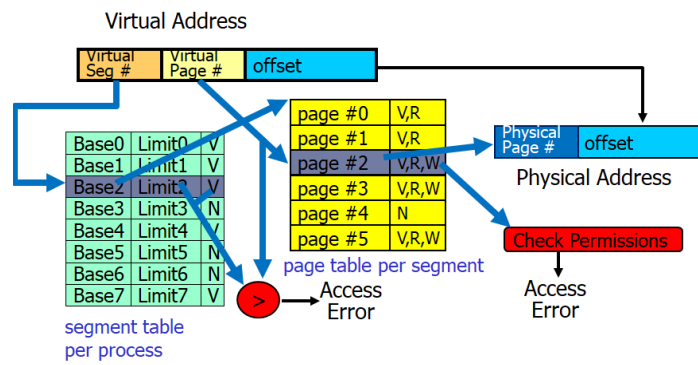 Virtual Address
Virtual
Seg #
Virtual
Page #
offset
page #0 V,R
page #1 V,R
page #2 V,R,W
page #3 V,R,W
page #4 N
page #5 V,R,W
page table per segment
Physical
Page #
offset
Physical Address
Base0 Limit0 V
Base1 Limit1 V
Base2 Limit2 V
Base3 Limit3 N
Base4 Limit4 V
Base5 Limit5 N
Base6 Limit6 N
Base7 Limit7 V
segment table
per process
>
Access
Error
Check Permissions
Access
Error